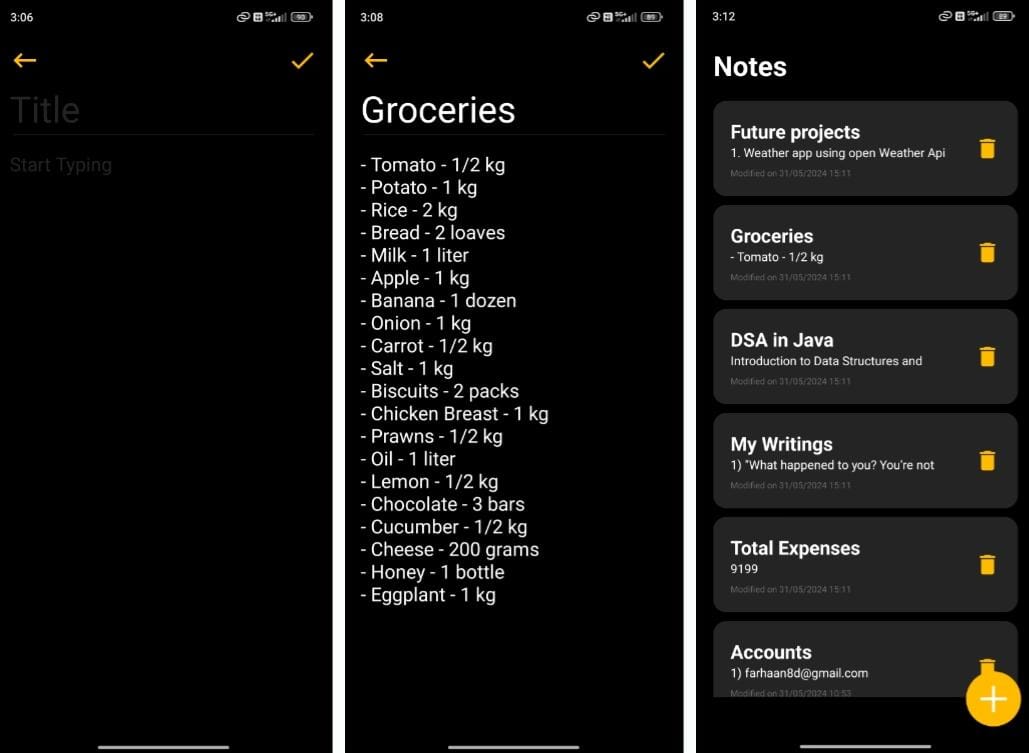 3:06
90
Title
Start Typing
3:08
89
Groceries
- Tomato - 1/2 kg
- Potato - 1 kg
- Rice - 2 kg
- Bread - 2 loaves
- Milk - 1 liter
- Apple - 1 kg
- Banana - 1 dozen
- Onion - 1 kg
- Carrot - 1/2 kg
- Salt - 1 kg
- Biscuits - 2 packs
- Chicken Breast - 1 kg
- Prawns - 1/2 kg
- Oil - 1 liter
- Lemon - 1/2 kg
- Chocolate - 3 bars
- Cucumber - 1/2 kg
- Cheese - 200 grams
- Honey - 1 bottle
- Eggplant - 1 kg
3:12
89
Notes
Future projects
1. Weather app using open Weather Api
Modified on 31/05/2024 15:11
Groceries
- Tomato - 1/2 kg
Modified on 31/05/2024 15:11
DSA in Java
Introduction to Data Structures and
Modified on 31/05/2024 15:11
My Writings
1) "What happened to you? You're not
Modified on 31/05/2024 15:11
Total Expenses
9199
Modified on 31/05/2024 15:11
Accounts
1) farhaan8d@gmail.com
Modified on 31/05/2024 10:53